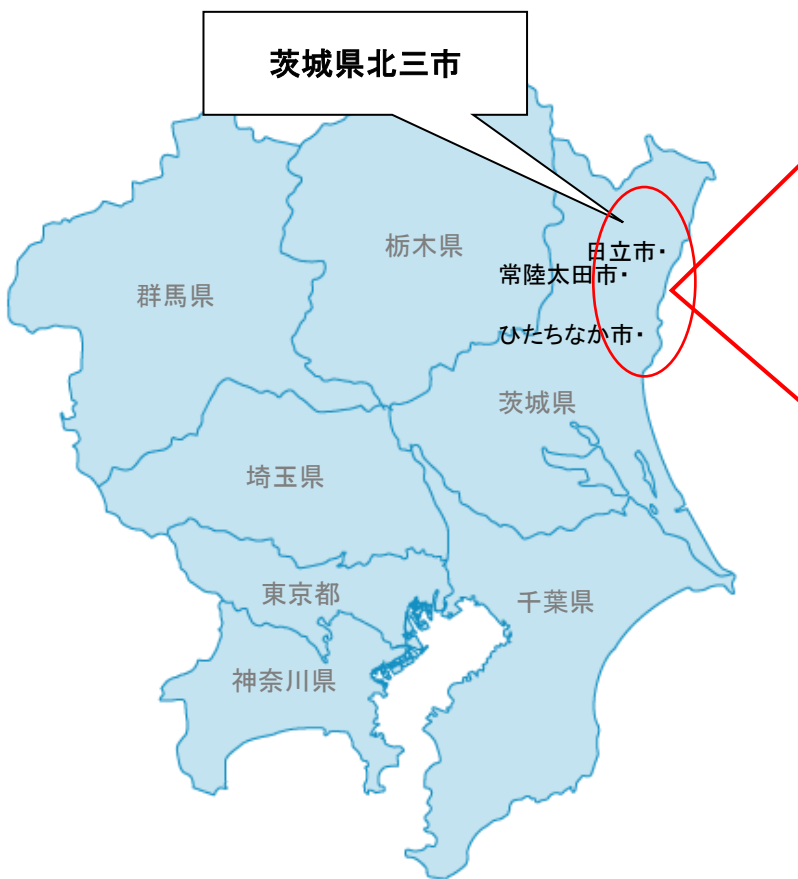 茨城県北三市
栃木県
日立市・
常陸太田市・
群馬県
ひたちなか市・
茨城県
埼玉県
東京都
千葉県
神奈川県